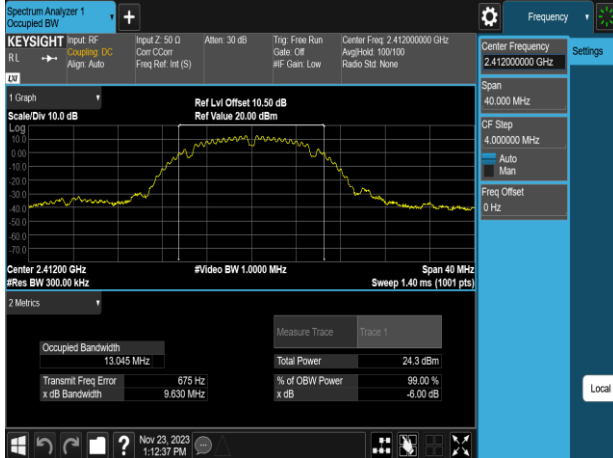 Spectrum Analyzer 1
Occupied BW
+
Frequency
KEYSIGHT
R L
LXI
Input: RF
Coupling: DC
Align: Auto
Input Z: 50 Ω
Corr CCorr
Freq Ref: Int (S)
Atten: 30 dB
Trig: Free Run
Gate: Off
#IF Gain: Low
Center Freq: 2.412000000 GHz
Avg|Hold: 100/100
Radio Std: None
Center Frequency
2.412000000 GHz
Settings
Span
40.000 MHz
CF Step
4.000000 MHz
Auto
Man
Freq Offset
0 Hz
Local
1 Graph
Scale/Div 10.0 dB
Ref Lvl Offset 10.50 dB
Ref Value 20.00 dBm
Log
10.0
0.00
-10.0
-20.0
-30.0
-40.0
-50.0
-60.0
-70.0
Center 2.41200 GHz
#Video BW 1.0000 MHz
Span 40 MHz
#Res BW 300.00 kHz
Sweep 1.40 ms (1001 pts)
2 Metrics
Measure Trace
Trace 1
Occupied Bandwidth
13.045 MHz
Total Power
24.3 dBm
Transmit Freq Error
675 Hz
% of OBW Power
99.00 %
x dB Bandwidth
9.630 MHz
x dB
-6.00 dB
?
Nov 23, 2023
1:12:37 PM